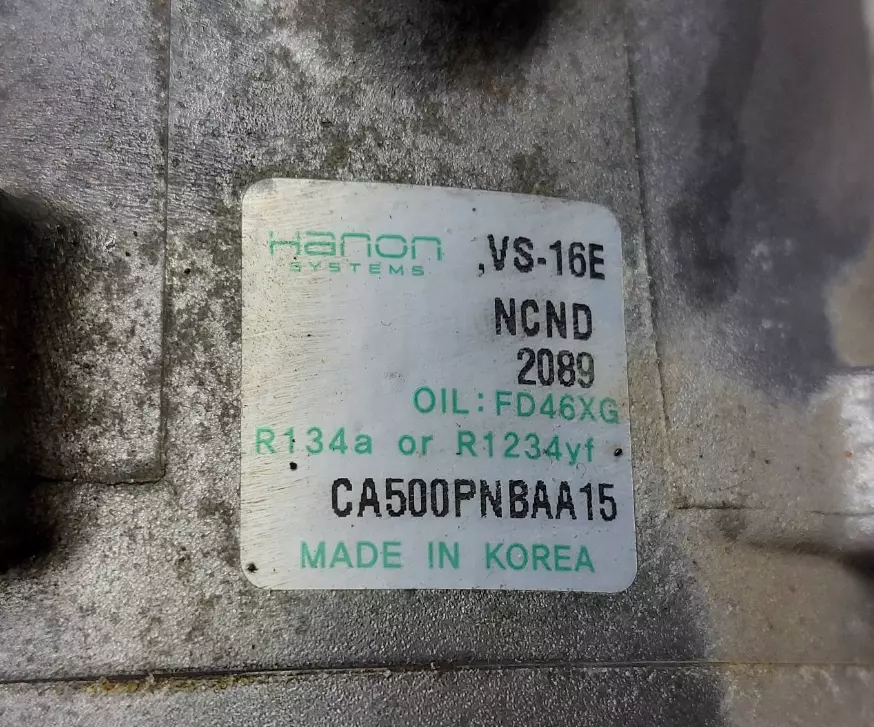 Hanon SYSTEMS ,VS-16E
NCND
2089
OIL: FD46XG
R134a or R1234yf
CA500PNBAA15
MADE IN KOREA